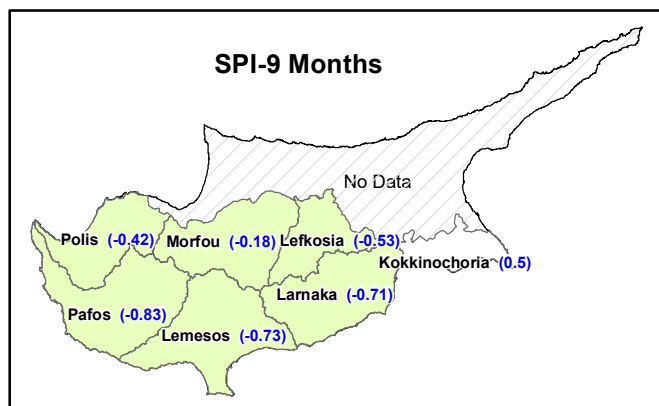 SPI-9 Months
No Data
Polis (-0.42)
Morfou (-0.18)
Lefkosia (-0.53)
Kokkinochoria (0.5)
Pafos (-0.83)
Larnaka (-0.71)
Lemesos (-0.73)